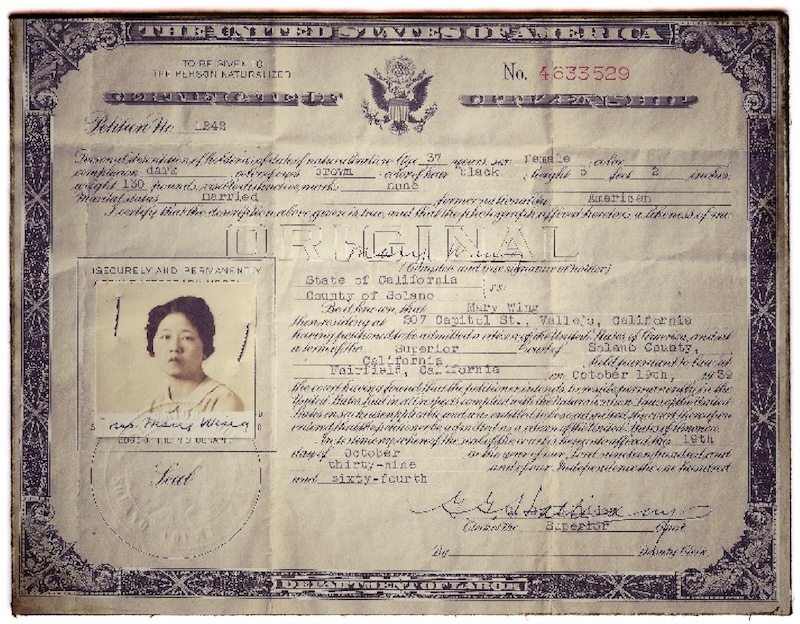 THE UNITED STATES OF AMERICA
TO BE GIVEN TO
THE PERSON NATURALIZED
No. 4633529
CERTIFICATE OF CITIZENSHIP
Petition No. 1242
Personal description of holder as of date of naturalization: Age 37 years; sex female color
complexion dark color of eyes brown color of hair black height 5 feet 2 inches;
weight 130 pounds; visible distinctive marks none
Marital status married former nationality American
I certify that the description above given is true, and that the photograph affixed hereto is a likeness of me.
ORIGINAL
Mary Wing
(Complete and true signature of holder)
State of California
County of Solano
ss:
Be it known that Mary Wing
then residing at 307 Capitol St., Vallejo, California
having petitioned to be admitted a citizen of the United States of America, and at
a term of the Superior Court of Solano County,
California held pursuant to law at
Fairfield, California on October 19th, 1939
the court having found that the petitioner intends to reside permanently in the
United States, had in all respects complied with the Naturalization Laws of the United
States in such case applicable, and was entitled to be so admitted, the court thereupon
ordered that the petitioner be admitted as a citizen of the United States of America.
In testimony whereof the seal of the court is hereunto affixed this 19th
day of October in the year of our Lord nineteen hundred and
thirty-nine and of our Independence the one hundred
and sixty-fourth
Clerk of the Superior Court
By Deputy Clerk
SECURELY AND PERMANENTLY
Mary Wing
Seal
DEPARTMENT OF LABOR